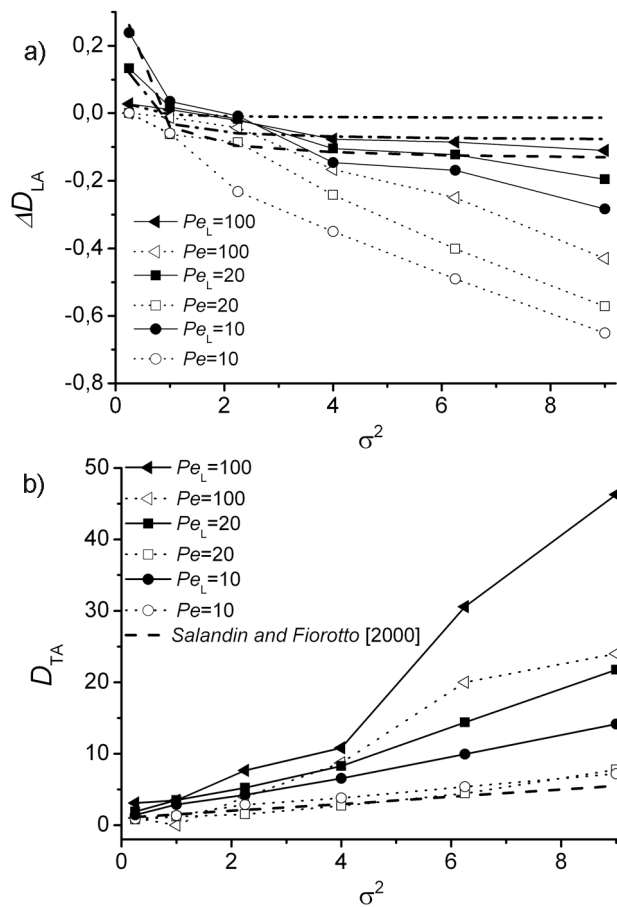 a)
0,2
0,0
-0,2
-0,4
-0,6
-0,8
ΔD_LA
Pe_L=100
Pe=100
Pe_L=20
Pe=20
Pe_L=10
Pe=10
0 2 4 6 8
σ²
b)
50
40
30
20
10
0
D_TA
Pe_L=100
Pe=100
Pe_L=20
Pe=20
Pe_L=10
Pe=10
Salandin and Fiorotto [2000]
0 2 4 6 8
σ²